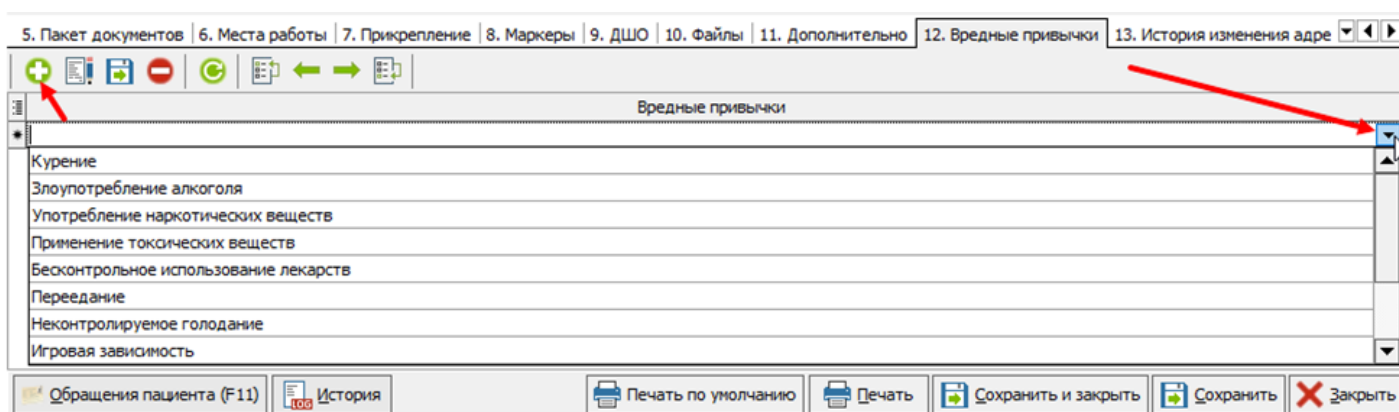 5. Пакет документов 6. Места работы 7. Прикрепление 8. Маркеры 9. ДШО 10. Файлы 11. Дополнительно 12. Вредные привычки 13. История изменения адре
Вредные привычки
Курение
Злоупотребление алкоголя
Употребление наркотических веществ
Применение токсических веществ
Бесконтрольное использование лекарств
Переедание
Неконтролируемое голодание
Игровая зависимость
Обращения пациента (F11) LOG История Печать по умолчанию Печать Сохранить и закрыть Сохранить Закрыть